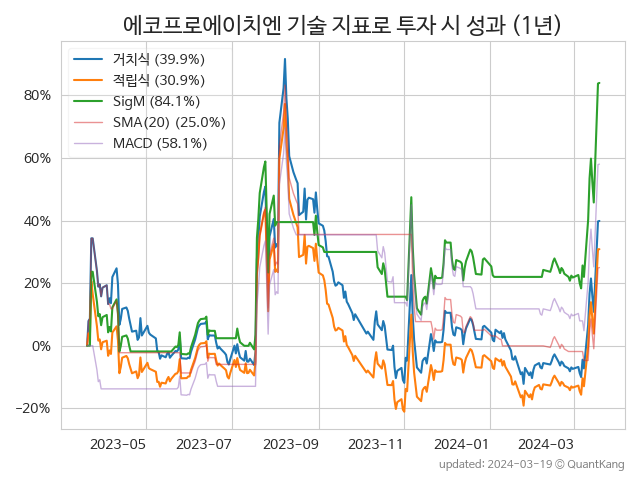 에코프로에이치엔 기술 지표로 투자 시 성과 (1년)
거치식 (39.9%)
적립식 (30.9%)
SigM (84.1%)
SMA(20) (25.0%)
MACD (58.1%)
80%
60%
40%
20%
0%
−20%
2023-05 2023-07 2023-09 2023-11 2024-01 2024-03
updated: 2024-03-19 © QuantKang